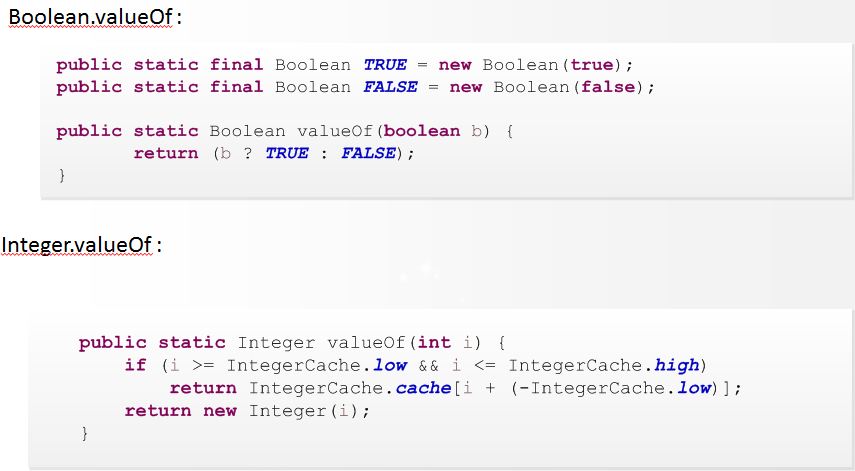 Boolean.valueOf:
public static final Boolean TRUE = new Boolean(true);
public static final Boolean FALSE = new Boolean(false);
public static Boolean valueOf(boolean b) {
return (b ? TRUE : FALSE);
}
Integer.valueOf:
public static Integer valueOf(int i) {
if (i >= IntegerCache.low && i <= IntegerCache.high)
return IntegerCache.cache[i + (-IntegerCache.low)];
return new Integer(i);
}